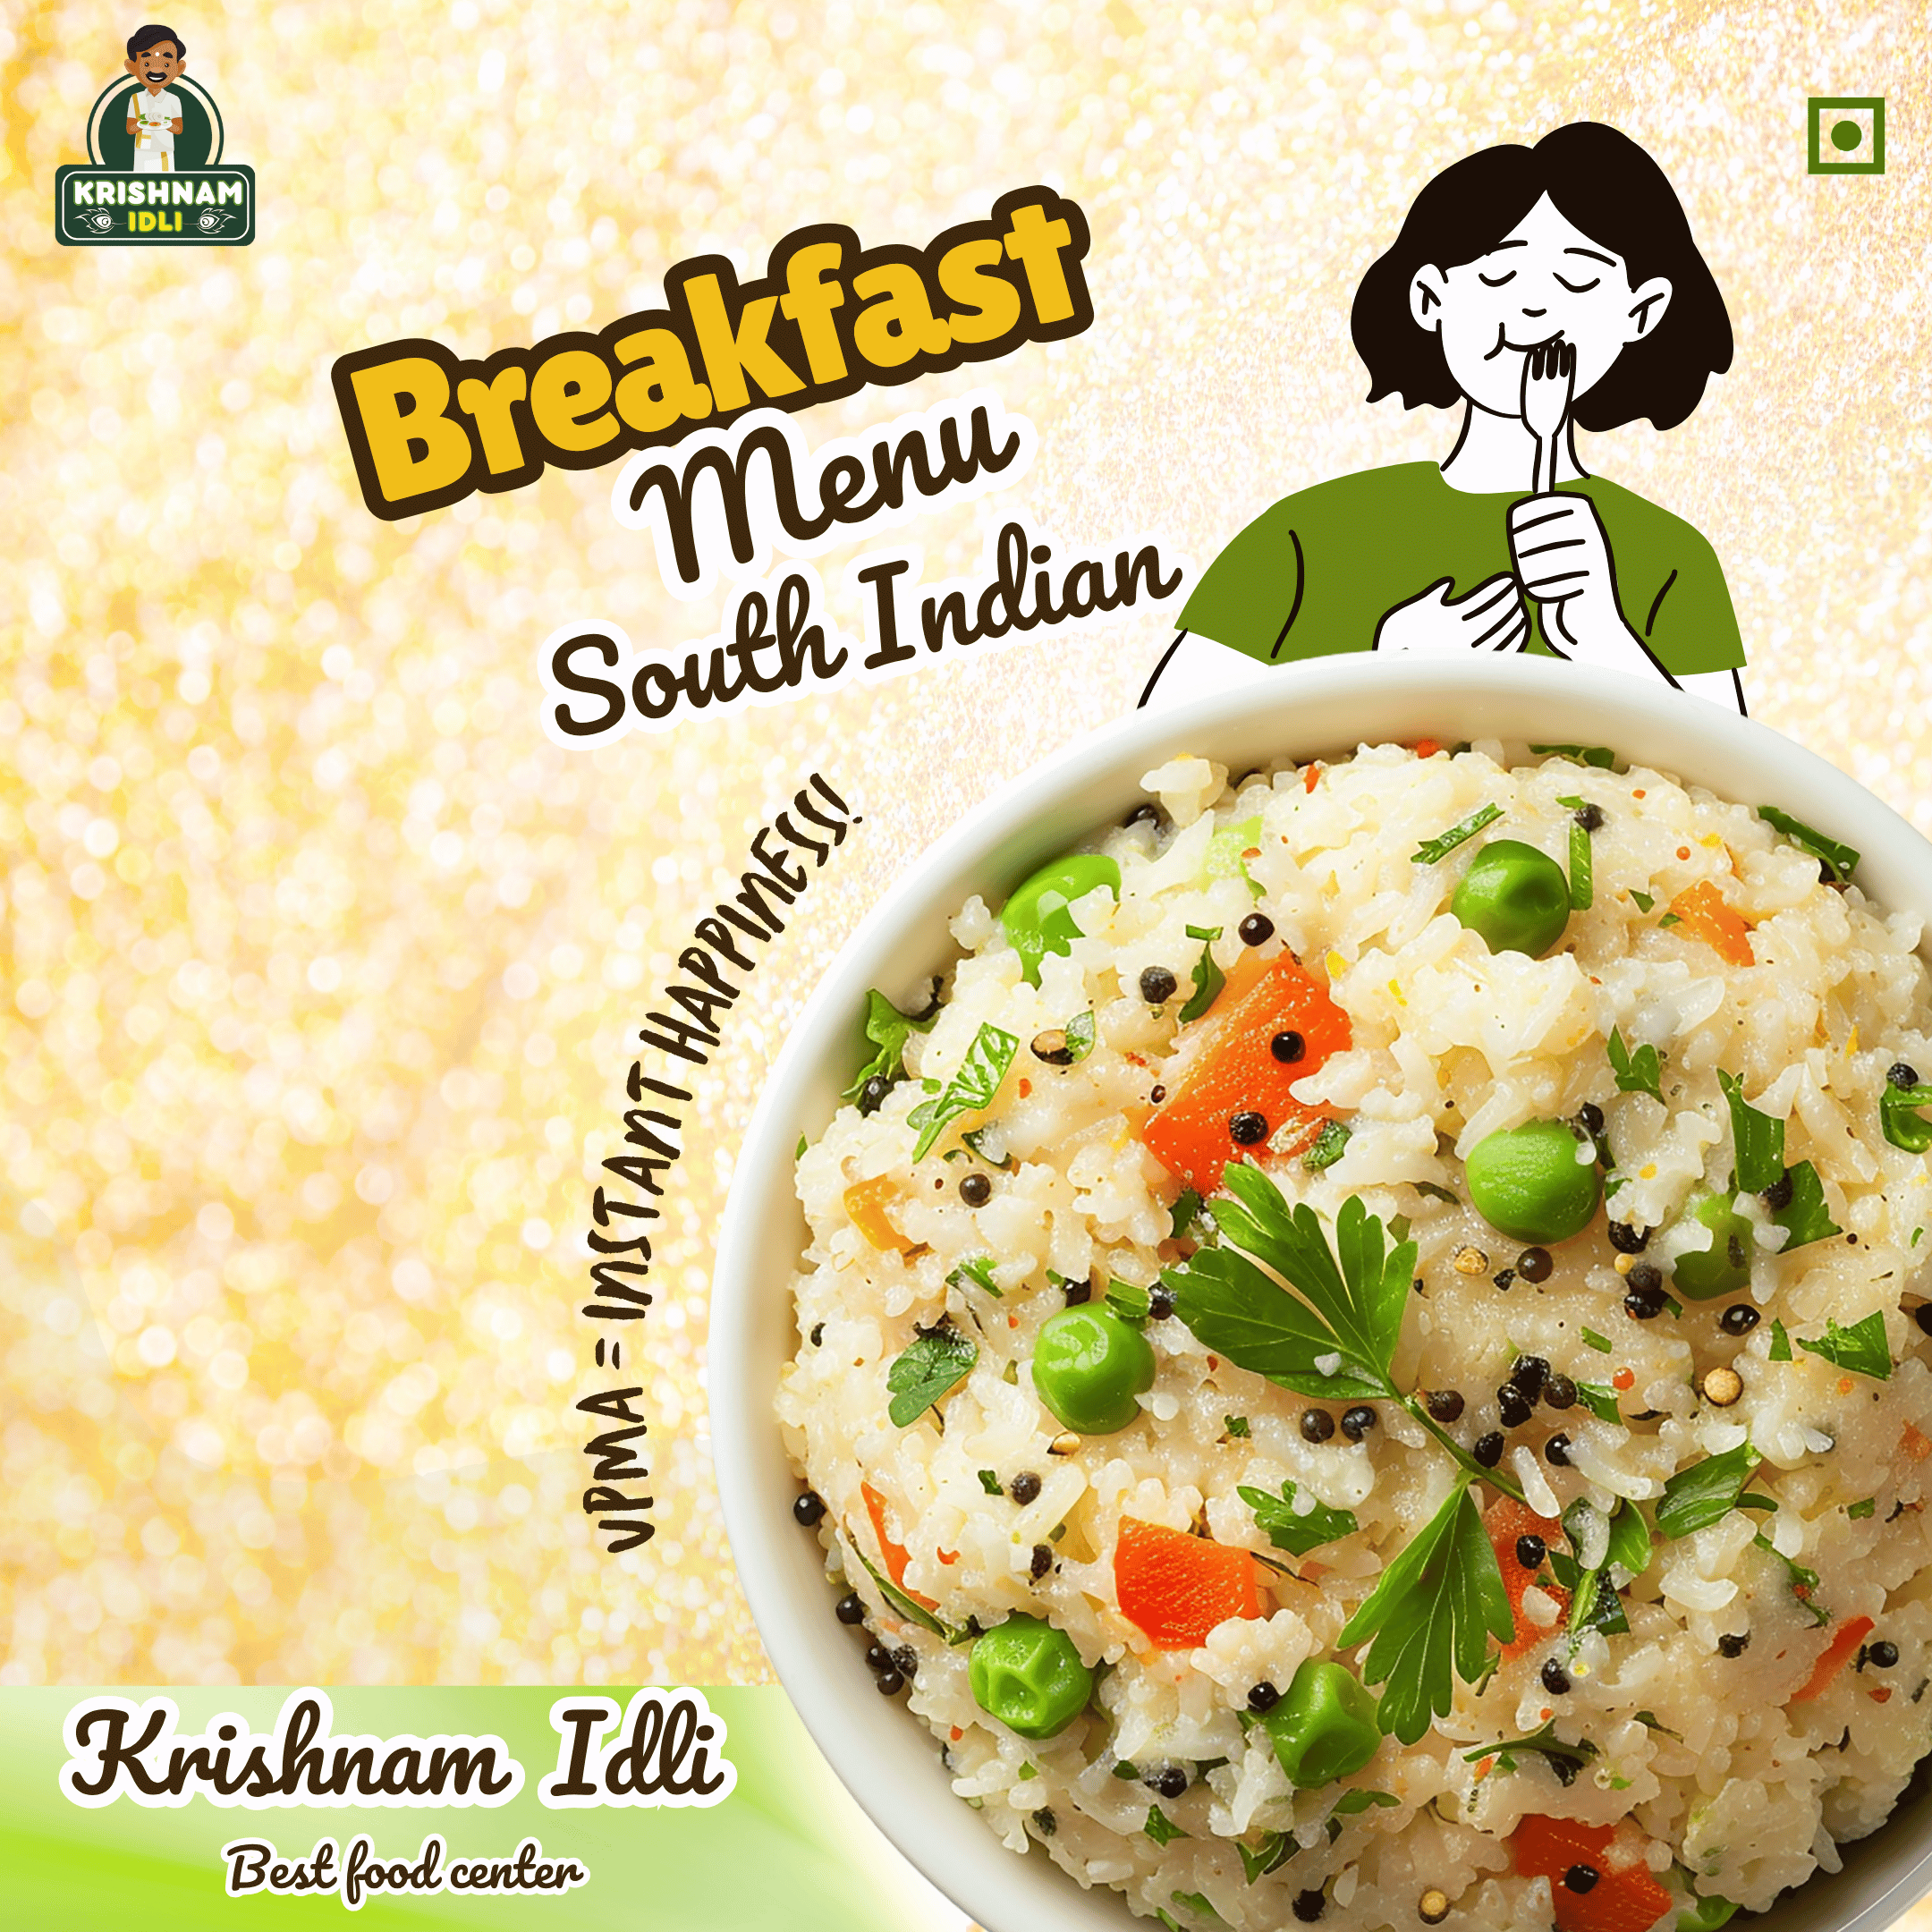 KRISHNAM
IDLI
Breakfast
Menu
South Indian
UPMA = INSTANT HAPPINESS!
Krishnam Idli
Best food center